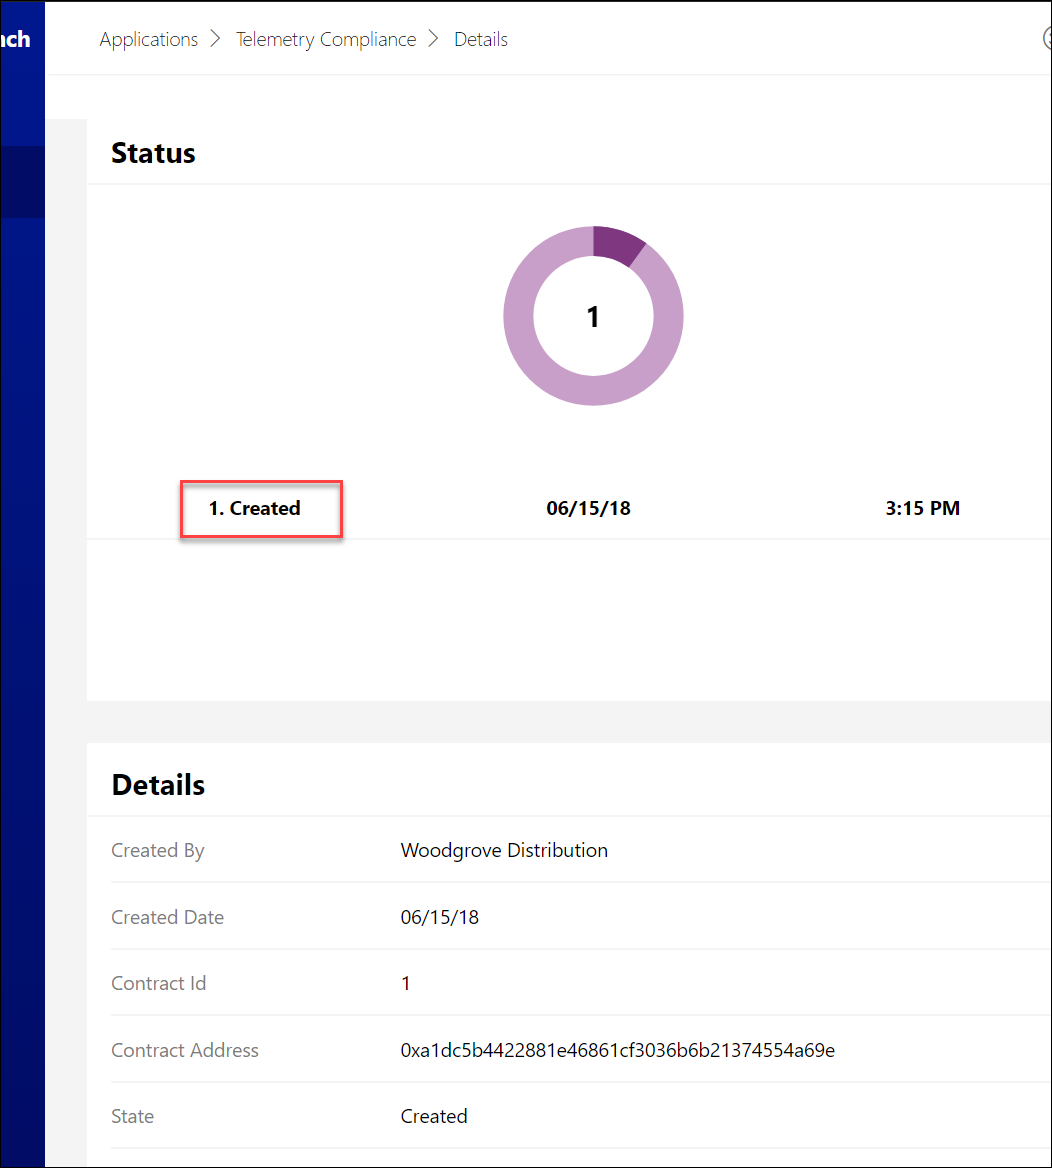 nch
Applications > Telemetry Compliance > Details
Status
1
1. Created 06/15/18 3:15 PM
Details
Created By Woodgrove Distribution
Created Date 06/15/18
Contract Id 1
Contract Address 0xa1dc5b4422881e46861cf3036b6b21374554a69e
State Created